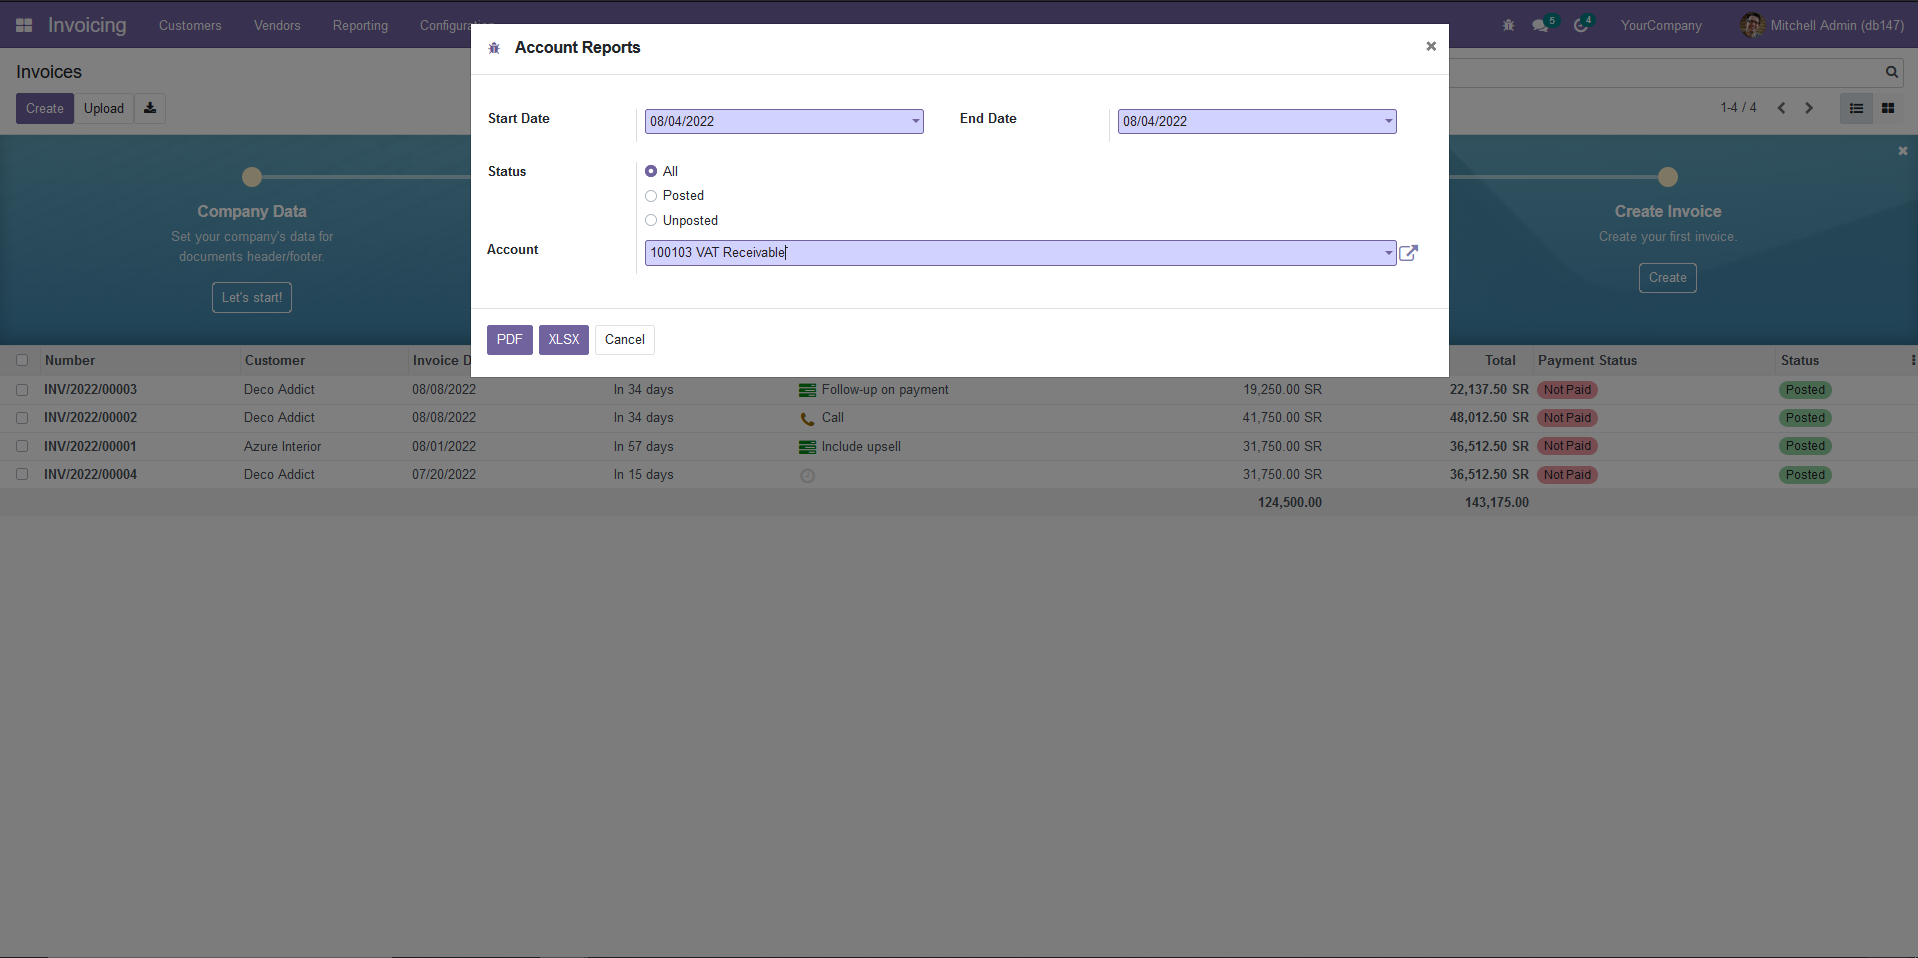 Invoicing Customers Vendors Reporting 5 4 YourCompany Mitchell Admin (db147)
Account Reports
Invoices
Create Upload 1-4 / 4
Start Date 08/04/2022 End Date 08/04/2022
Status All
Posted
Unposted
Account 100103 VAT Receivable
PDF XLSX Cancel
Company Data
Set your company's data for
documents header/footer.
Let's start!
Create Invoice
Create your first invoice.
Create
Number Customer Invoice D Total Payment Status Status
INV/2022/00003 Deco Addict 08/08/2022 In 34 days Follow-up on payment 19,250.00 SR 22,137.50 SR Not Paid Posted
INV/2022/00002 Deco Addict 08/08/2022 In 34 days Call 41,750.00 SR 48,012.50 SR Not Paid Posted
INV/2022/00001 Azure Interior 08/01/2022 In 57 days Include upsell 31,750.00 SR 36,512.50 SR Not Paid Posted
INV/2022/00004 Deco Addict 07/20/2022 In 15 days 31,750.00 SR 36,512.50 SR Not Paid Posted
124,500.00 143,175.00